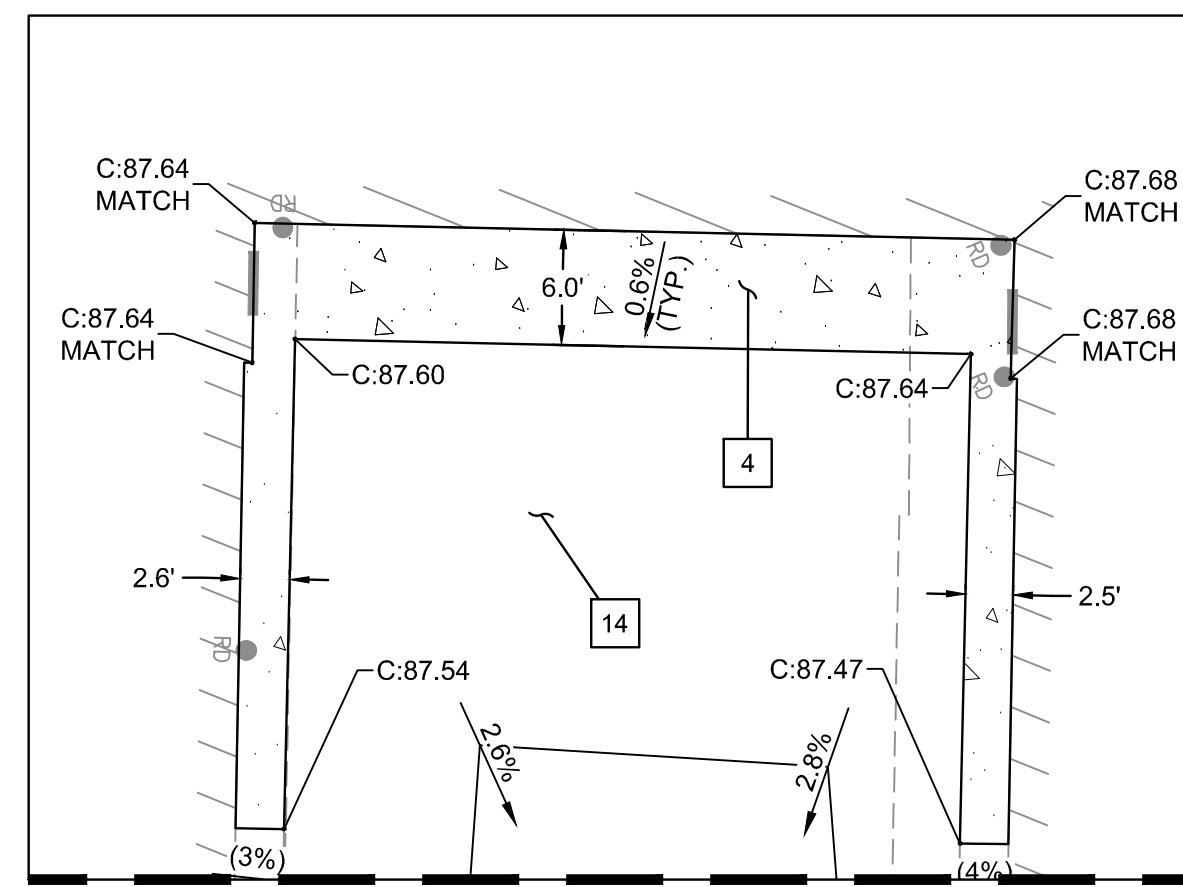 C:87.64
MATCH
RD
C:87.68
MATCH
RD
6.0'
0.6%
(TYP.)
C:87.64
MATCH
C:87.68
MATCH
C:87.60
C:87.64
RD
4
2.6'
2.5'
14
RD
C:87.54
C:87.47
2.6%
2.8%
(3%)
(4%)